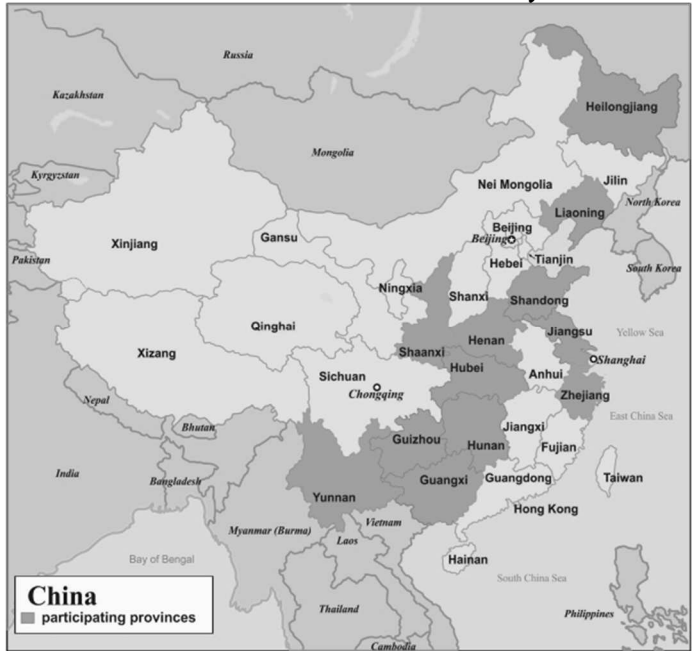 Russia
Kazakhstan
Heilongjiang
Mongolia
Kyrgyzstan
Nei Mongolia
Jilin
North Korea
Liaoning
Beijing
Beijing
Xinjiang
Gansu
Pakistan
Hebei
Tianjin
South Korea
Ningxia
Shanxi
Shandong
Qinghai
Yellow Sea
Jiangsu
Henan
Xizang
Shaanxi
Shanghai
Hubei
Anhui
Sichuan
Chongqing
Zhejiang
Nepal
East China Sea
Bhutan
Jiangxi
Guizhou
Hunan
Fujian
India
Bangladesh
Guangxi
Guangdong
Taiwan
Yunnan
Hong Kong
Vietnam
Myanmar (Burma)
Laos
Bay of Bengal
Hainan
South China Sea
China
participating provinces
Thailand
Philippines
Cambodia